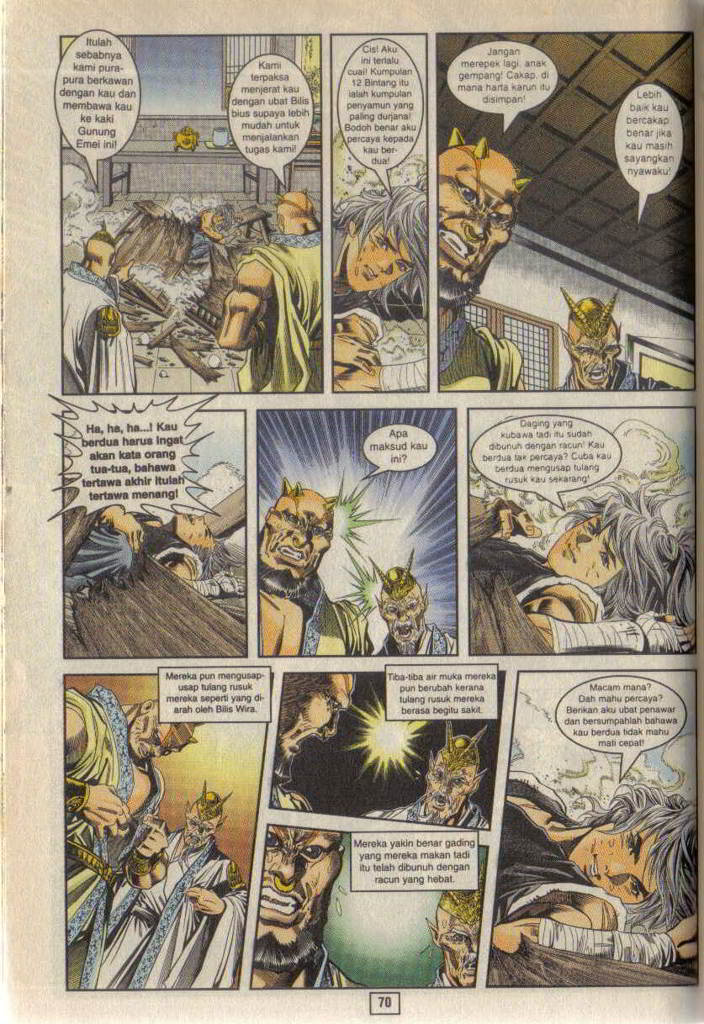 Itulah
sebabnya
kami pura-
pura berkawan
dengan kau dan
membawa kau
ke kaki
Gunung
Emei ini!
Kami
terpaksa
menjerat kau
dengan ubat Bilis
bius supaya lebih
mudah untuk
menjalankan
tugas kami!
Cis! Aku
ini terlalu
cuai! Kumpulan
12 Bintang itu
ialah kumpulan
penyamun yang
paling durjana!
Bodoh benar aku
percaya kepada
kau ber-
dua!
Jangan
merepek lagi, anak
gempang! Cakap, di
mana harta karun itu
disimpan!
Lebih
baik kau
bercakap
benar jika
kau masih
sayangkan
nyawaku!
Ha, ha, ha...! Kau
berdua harus Ingat
akan kata orang
tua-tua, bahawa
tertawa akhir Itulah
tertawa menang!
Apa
maksud kau
ini?
Daging yang
kubawa tadi itu sudah
dibunuh dengan racun! Kau
berdua tak percaya? Cuba kau
berdua mengusap tulang
rusuk kau sekarang!
Mereka pun mengusap-
usap tulang rusuk
mereka seperti yang di-
arah oleh Bilis Wira.
Tiba-tiba air muka mereka
pun berubah kerana
tulang rusuk mereka
berasa begitu sakit.
Mereka yakin benar gading
yang mereka makan tadi
itu telah dibunuh dengan
racun yang hebat.
Macam mana?
Dah mahu percaya?
Berikan aku ubat penawar
dan bersumpahlah bahawa
kau berdua tidak mahu
mati cepat!
70